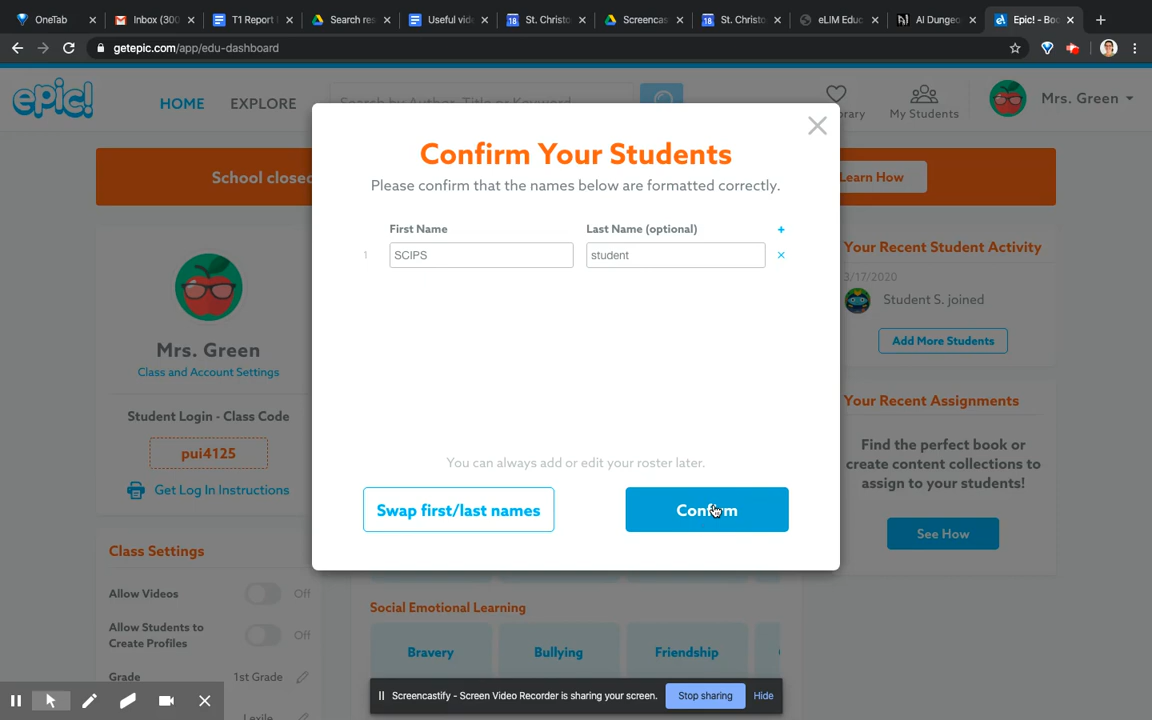 OneTab
Inbox (300
T1 Report
Search res
Useful vid
St. Christo
Screencas
St. Christo
eLIM Educ
AI Dungeo
Epic! - Boo
getepic.com/app/edu-dashboard
epic!
HOME
EXPLORE
Search by Author, Title or Keyword
brary
My Students
Mrs. Green
School closed
Learn How
Confirm Your Students
Please confirm that the names below are formatted correctly.
First Name
Last Name (optional)
+
1
SCIPS
student
×
You can always add or edit your roster later.
Swap first/last names
Confirm
Mrs. Green
Class and Account Settings
Student Login - Class Code
pui4125
Get Log In Instructions
Class Settings
Allow Videos
Off
Allow Students to
Create Profiles
Off
Grade
1st Grade
Lexile
Your Recent Student Activity
3/17/2020
Student S. joined
Add More Students
Your Recent Assignments
Find the perfect book or
create content collections to
assign to your students!
See How
Social Emotional Learning
Bravery
Bullying
Friendship
Screencastify - Screen Video Recorder is sharing your screen.
Stop sharing
Hide